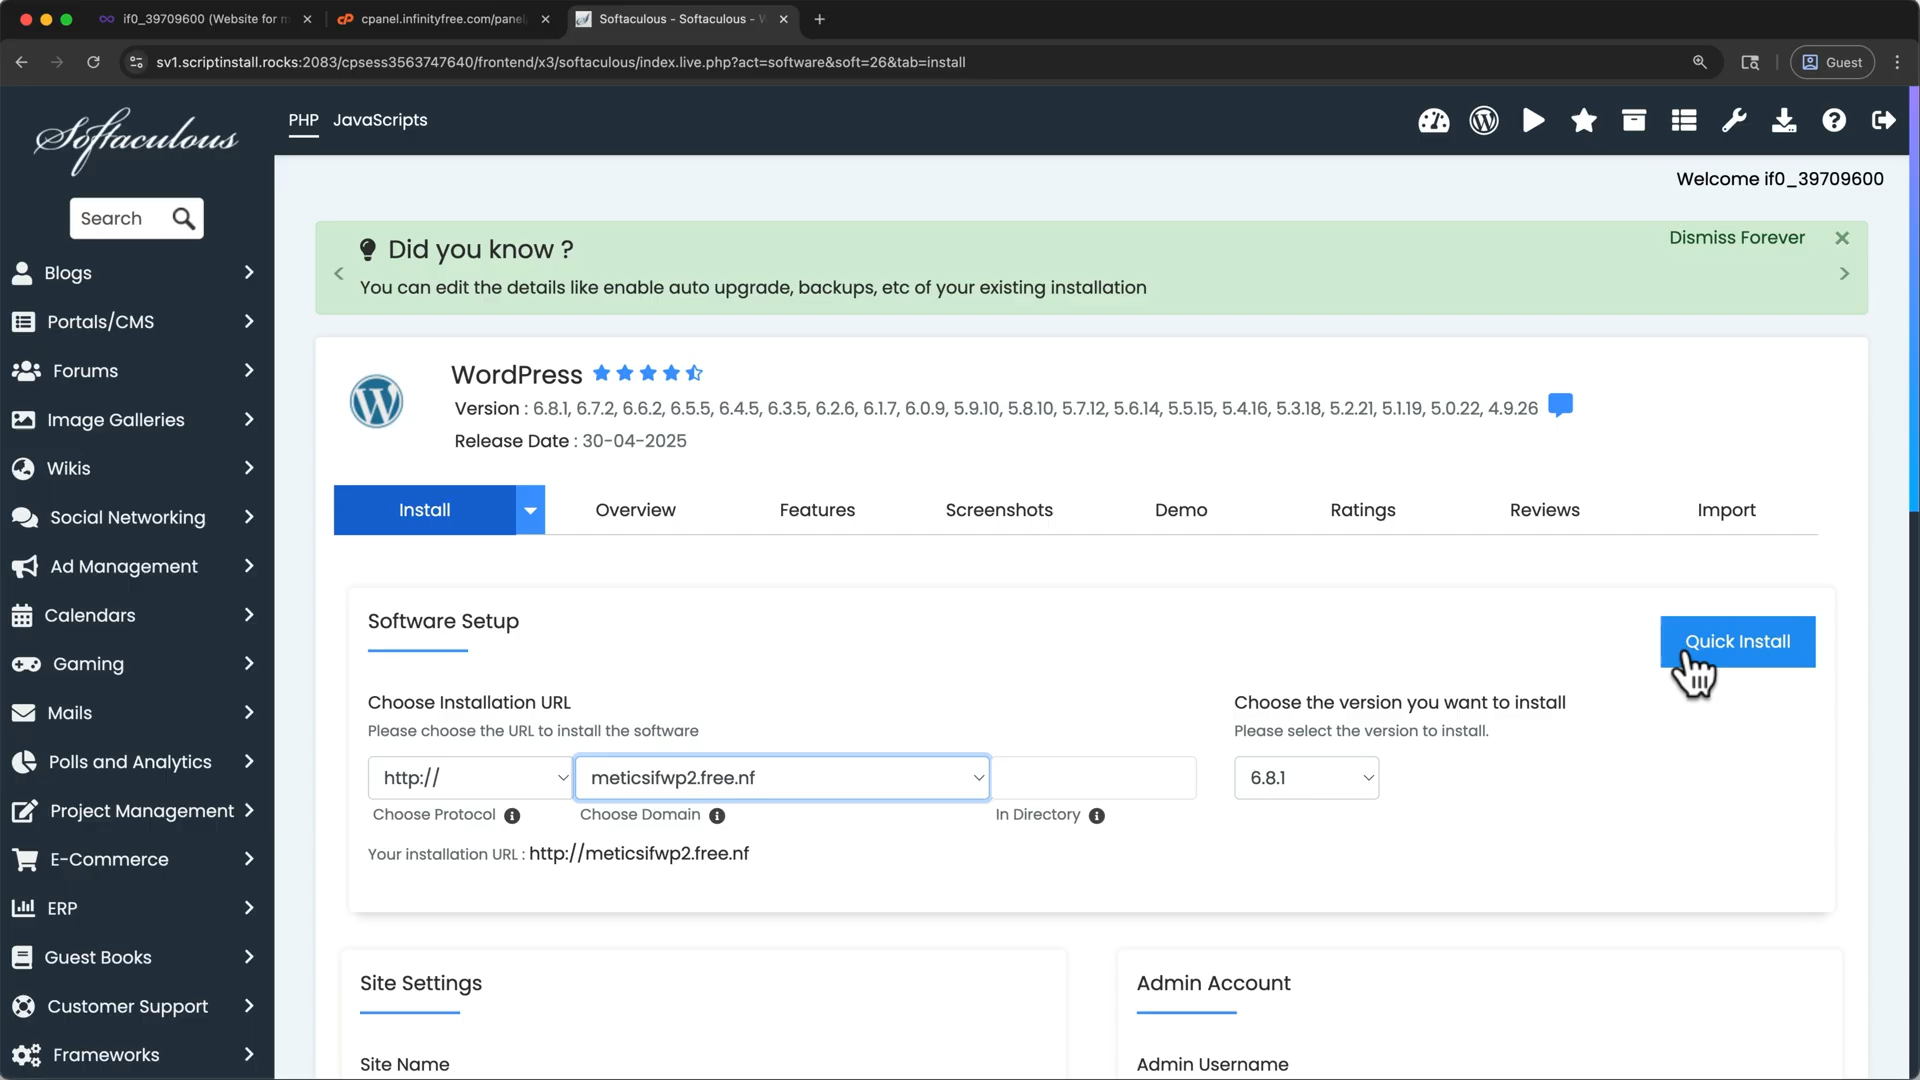 if0_39709600 (Website for m
cpanel.infinityfree.com/panel
Softaculous - Softaculous - W
sv1.scriptinstall.rocks:2083/cpsess3563747640/frontend/x3/softaculous/index.live.php?act=software&soft=26&tab=install
Guest
Softaculous
PHP JavaScripts
Welcome if0_39709600
Search
Blogs
Portals/CMS
Forums
Image Galleries
Wikis
Social Networking
Ad Management
Calendars
Gaming
Mails
Polls and Analytics
Project Management
E-Commerce
ERP
Guest Books
Customer Support
Frameworks
Did you know ?
Dismiss Forever
You can edit the details like enable auto upgrade, backups, etc of your existing installation
WordPress
Version : 6.8.1, 6.7.2, 6.6.2, 6.5.5, 6.4.5, 6.3.5, 6.2.6, 6.1.7, 6.0.9, 5.9.10, 5.8.10, 5.7.12, 5.6.14, 5.5.15, 5.4.16, 5.3.18, 5.2.21, 5.1.19, 5.0.22, 4.9.26
Release Date : 30-04-2025
Install Overview Features Screenshots Demo Ratings Reviews Import
Software Setup
Quick Install
Choose Installation URL
Please choose the URL to install the software
http:// meticsifwp2.free.nf
Choose Protocol Choose Domain In Directory
Your installation URL : http://meticsifwp2.free.nf
Choose the version you want to install
Please select the version to install.
6.8.1
Site Settings
Site Name
Admin Account
Admin Username